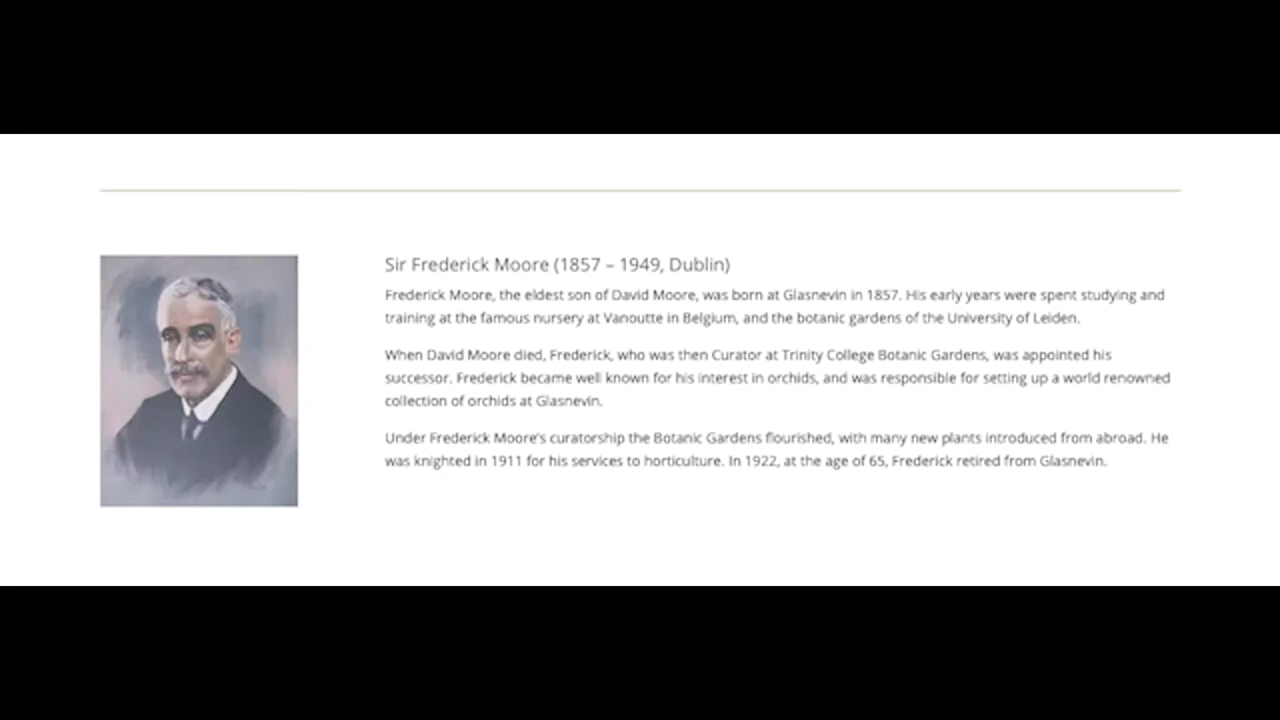 Sir Frederick Moore (1857 – 1949, Dublin)
Frederick Moore, the eldest son of David Moore, was born at Glasnevin in 1857. His early years were spent studying and
training at the famous nursery at Vanoutte in Belgium, and the botanic gardens of the University of Leiden.
When David Moore died, Frederick, who was then Curator at Trinity College Botanic Gardens, was appointed his
successor. Frederick became well known for his interest in orchids, and was responsible for setting up a world renowned
collection of orchids at Glasnevin.
Under Frederick Moore's curatorship the Botanic Gardens flourished, with many new plants introduced from abroad. He
was knighted in 1911 for his services to horticulture. In 1922, at the age of 65, Frederick retired from Glasnevin.